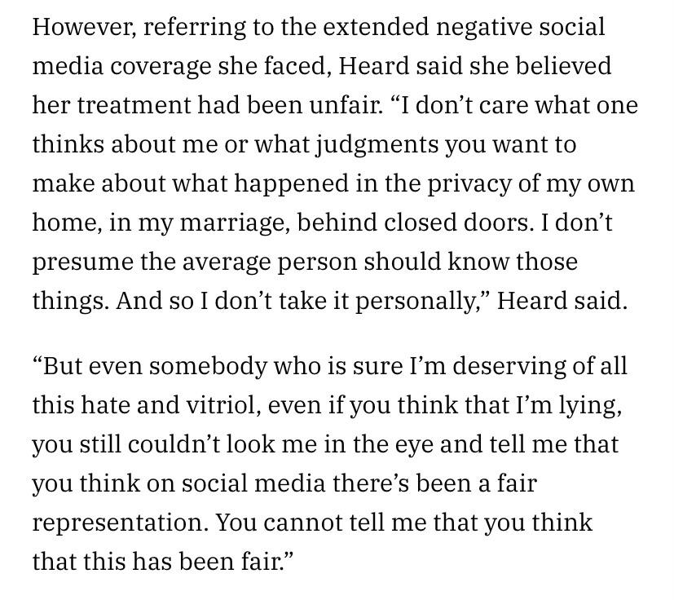 However, referring to the extended negative social
media coverage she faced, Heard said she believed
her treatment had been unfair. “I don’t care what one
thinks about me or what judgments you want to
make about what happened in the privacy of my own
home, in my marriage, behind closed doors. I don’t
presume the average person should know those
things. And so I don’t take it personally,” Heard said.
“But even somebody who is sure I’m deserving of all
this hate and vitriol, even if you think that I’m lying,
you still couldn’t look me in the eye and tell me that
you think on social media there’s been a fair
representation. You cannot tell me that you think
that this has been fair.”